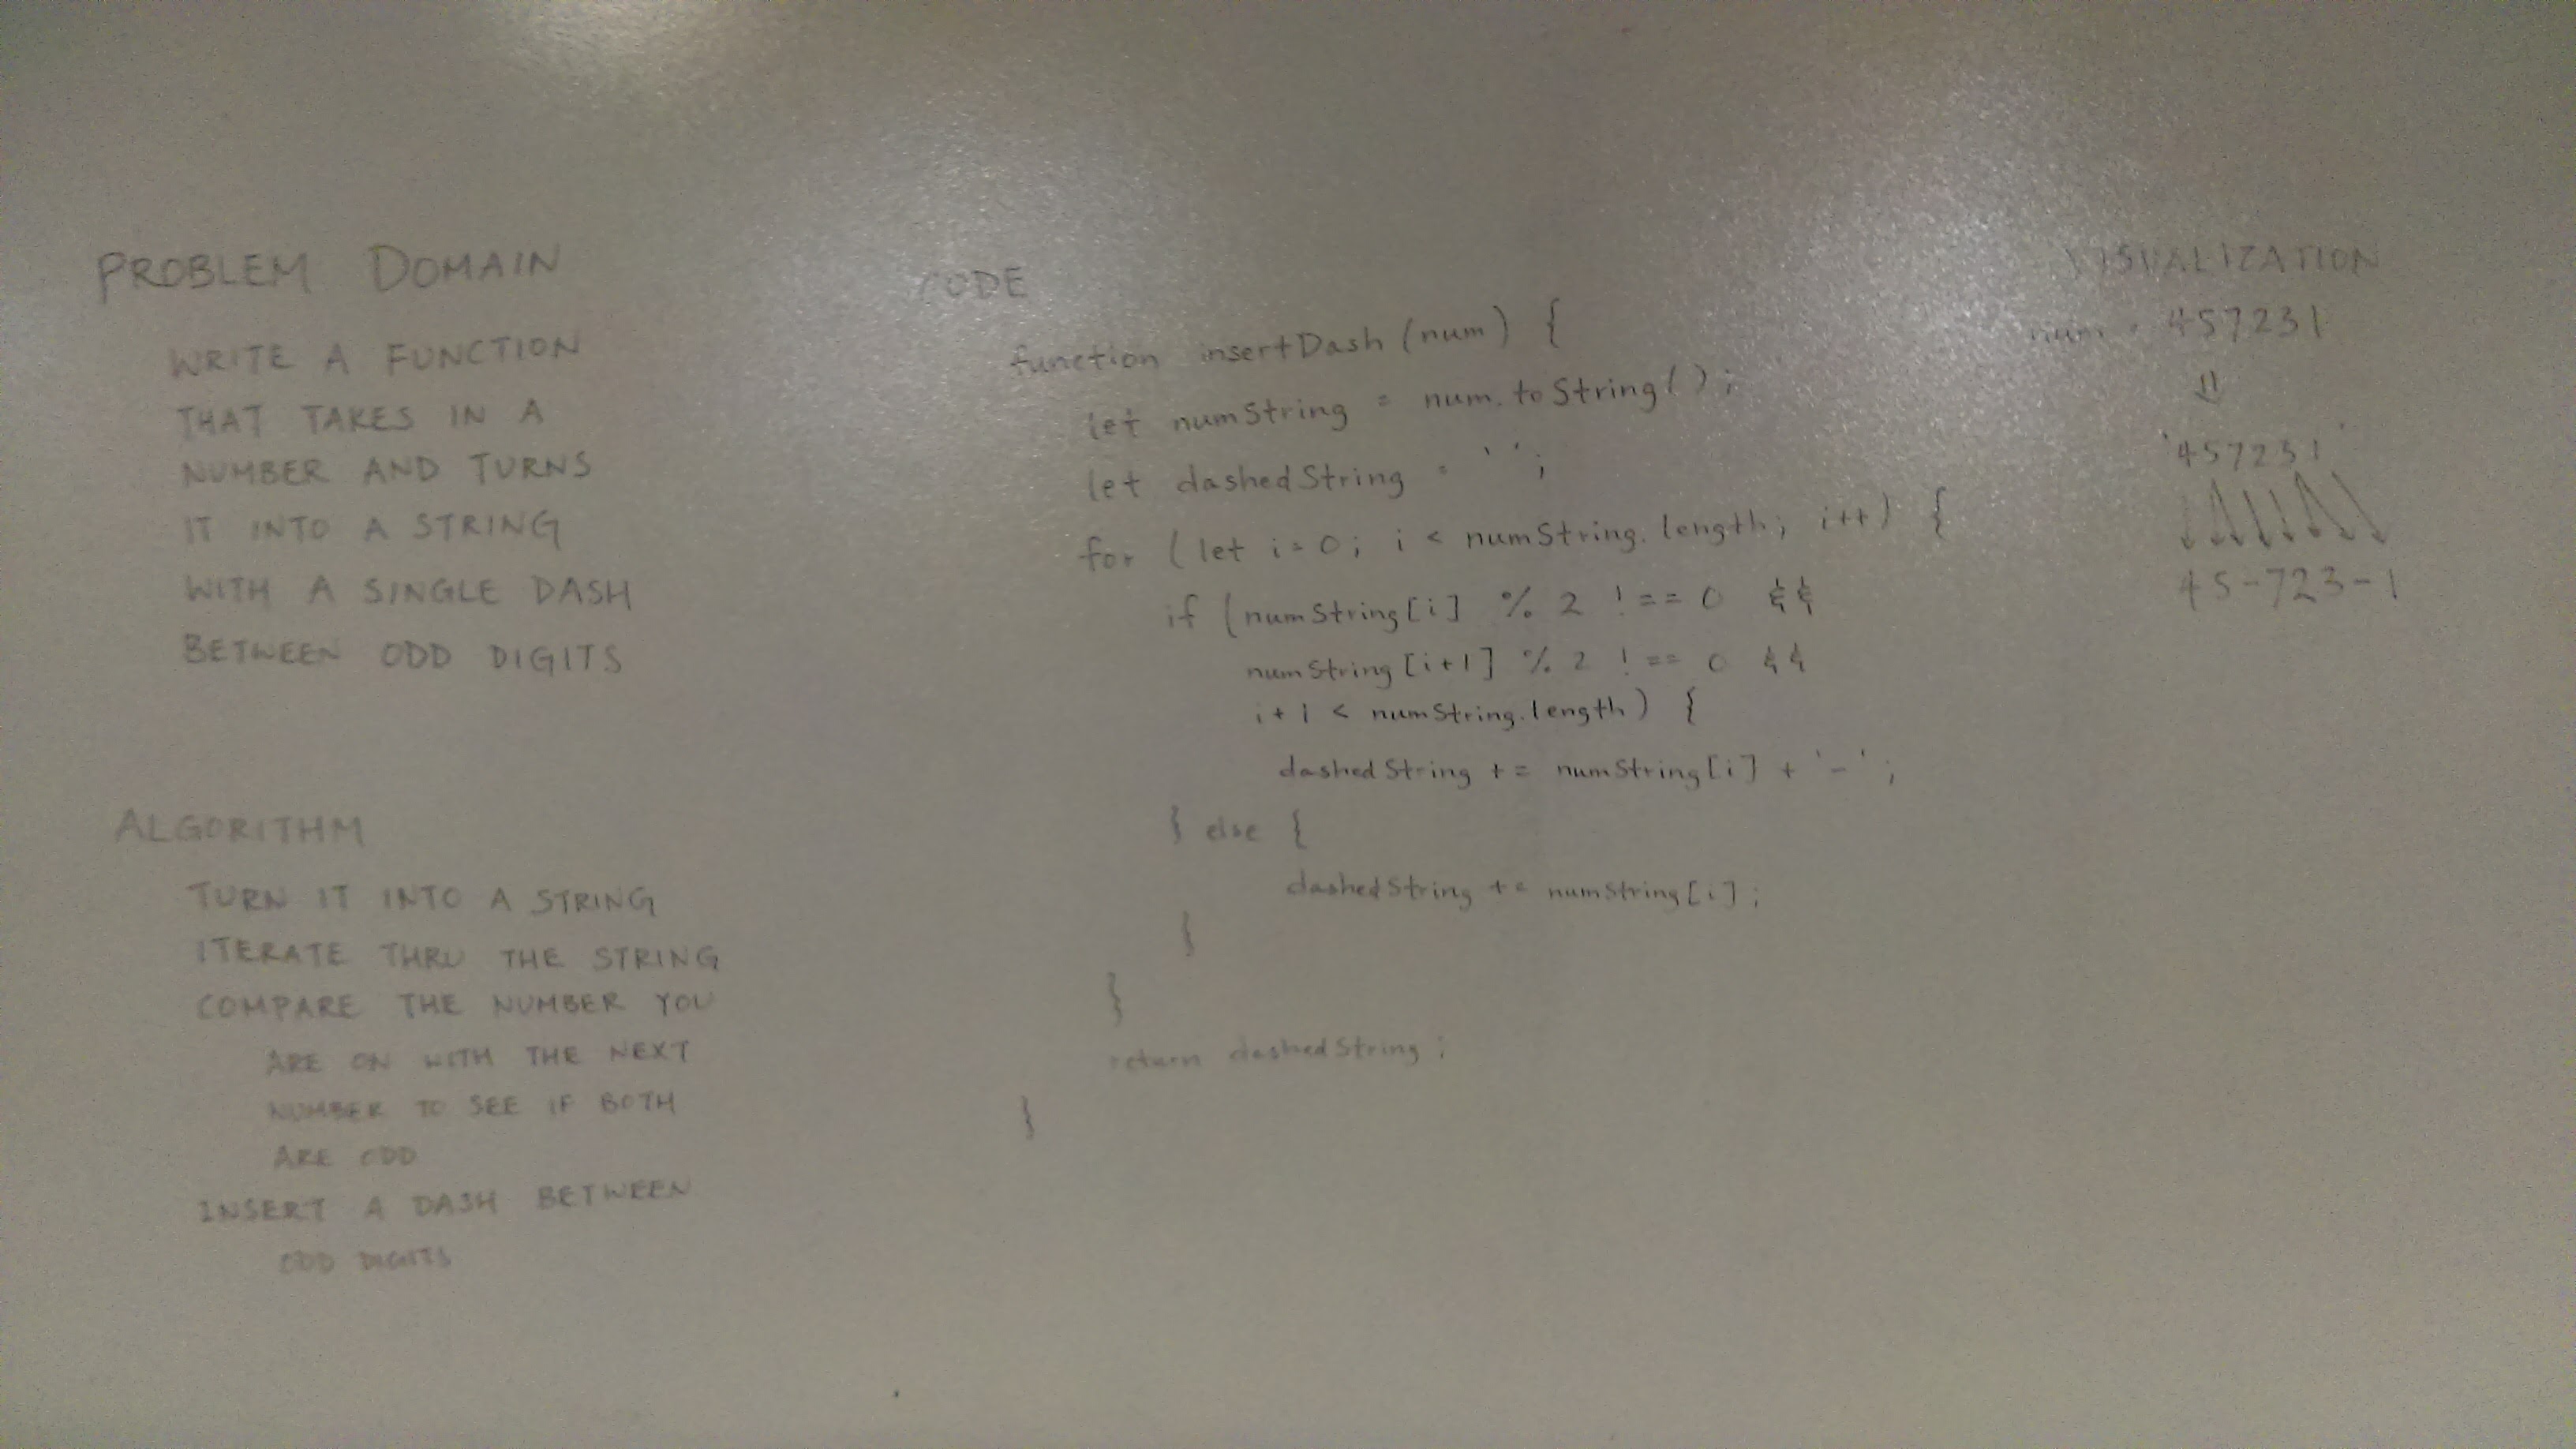 PROBLEM DOMAIN
WRITE A FUNCTION
THAT TAKES IN A
NUMBER AND TURNS
IT INTO A STRING
WITH A SINGLE DASH
BETWEEN ODD DIGITS
ALGORITHM
TURN IT INTO A STRING
ITERATE THRU THE STRING
COMPARE THE NUMBER YOU
ARE ON WITH THE NEXT
NUMBER TO SEE IF BOTH
ARE ODD
INSERT A DASH BETWEEN
ODD DIGITS
CODE
function insertDash (num) {
let numString = num.toString();
let dashedString = '';
for (let i=0; i < numString.length; i++) {
if (numString[i] % 2 !== 0 &&
numString[i+1] % 2 !== 0 &&
i+1 < numString.length) {
dashedString += numString[i] + '-';
} else {
dashedString += numString[i];
}
}
return dashedString;
}
VISUALIZATION
num = 457231
⇓
'457231'
45-723-1